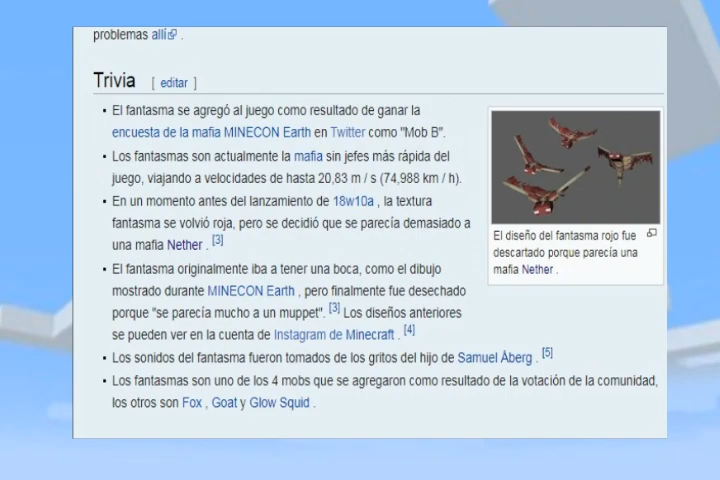 problemas allí .
Trivia [ editar ]
• El fantasma se agregó al juego como resultado de ganar la
encuesta de la mafia MINECON Earth en Twitter como "Mob B".
• Los fantasmas son actualmente la mafia sin jefes más rápida del
juego, viajando a velocidades de hasta 20,83 m / s (74,988 km / h).
• En un momento antes del lanzamiento de 18w10a , la textura
fantasma se volvió roja, pero se decidió que se parecía demasiado a
una mafia Nether . [3]
El diseño del fantasma rojo fue
descartado porque parecía una
mafia Nether .
• El fantasma originalmente iba a tener una boca, como el dibujo
mostrado durante MINECON Earth , pero finalmente fue desechado
porque "se parecía mucho a un muppet". [3] Los diseños anteriores
se pueden ver en la cuenta de Instagram de Minecraft . [4]
• Los sonidos del fantasma fueron tomados de los gritos del hijo de Samuel Åberg . [5]
• Los fantasmas son uno de los 4 mobs que se agregaron como resultado de la votación de la comunidad,
los otros son Fox , Goat y Glow Squid .